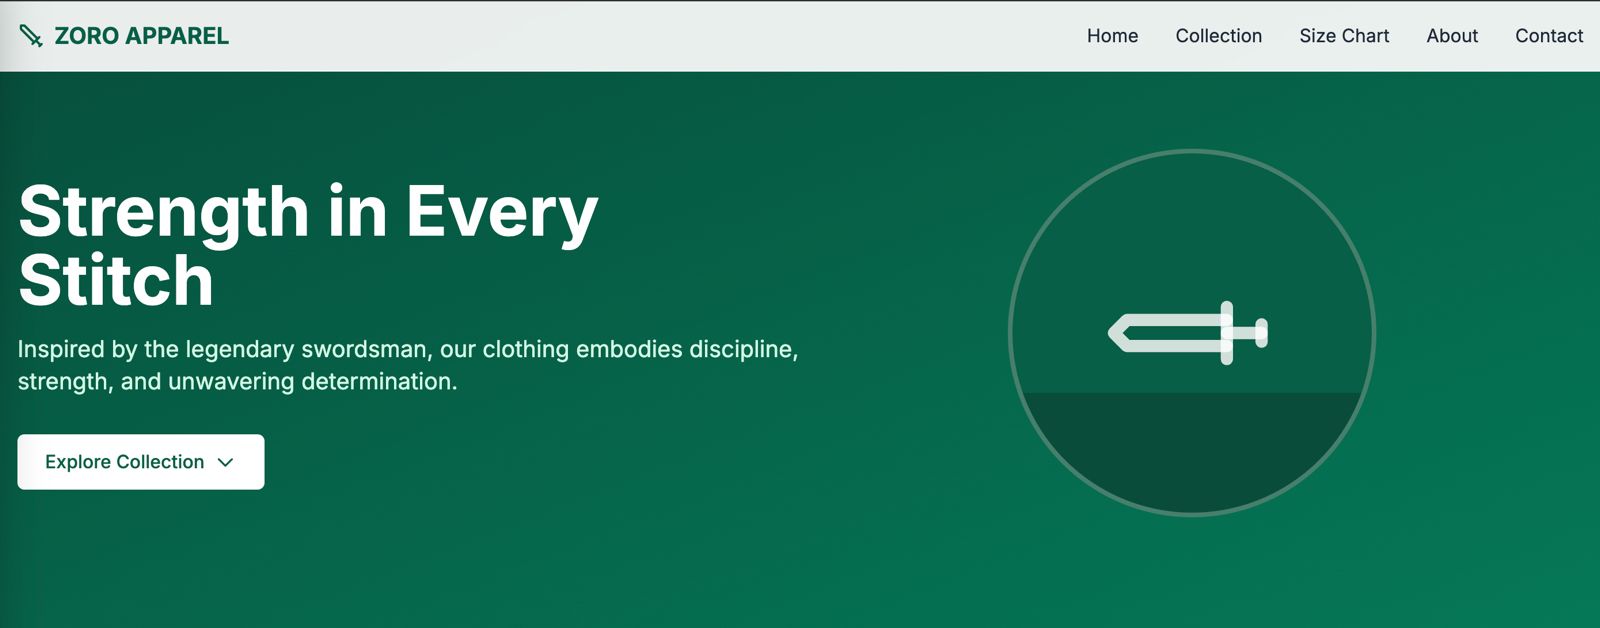 ZORO APPAREL
Home
Collection
Size Chart
About
Contact
Strength in Every
Stitch
Inspired by the legendary swordsman, our clothing embodies discipline,
strength, and unwavering determination.
Explore Collection